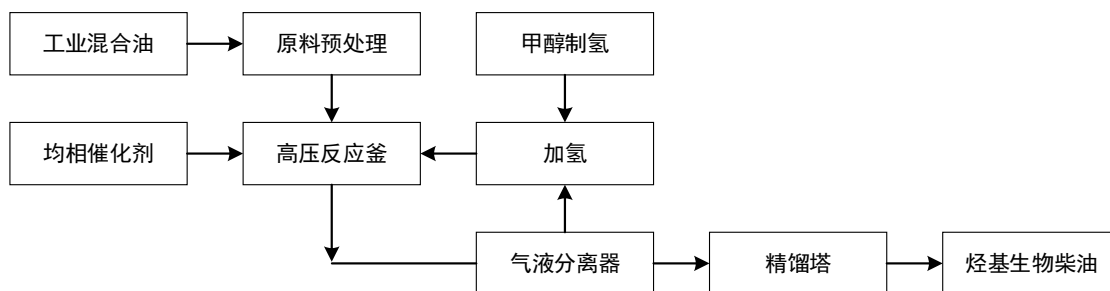 工业混合油
原料预处理
甲醇制氢
均相催化剂
高压反应釜
加氢
气液分离器
精馏塔
烃基生物柴油